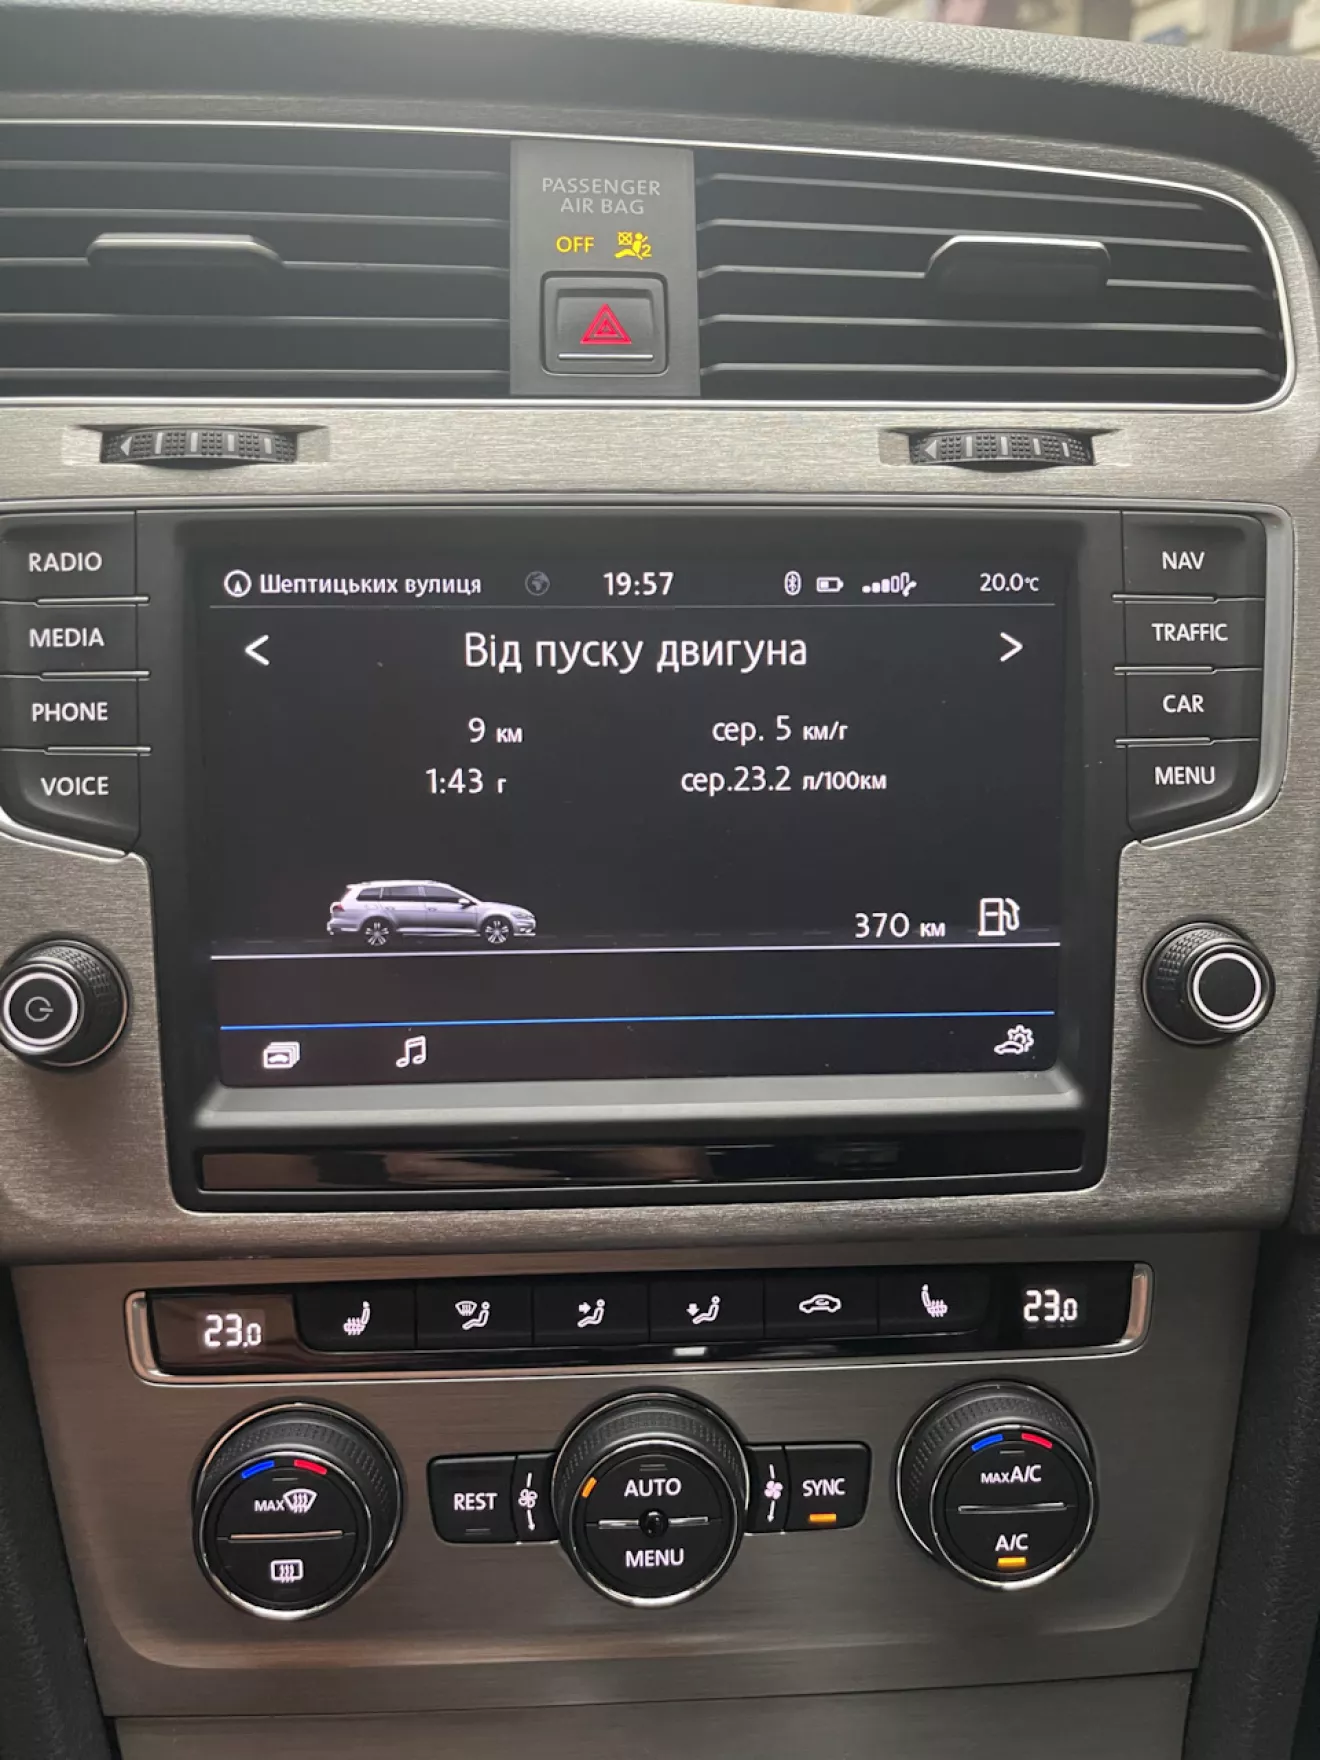 PASSENGER
AIR BAG
OFF
2
RADIO
MEDIA
PHONE
VOICE
NAV
TRAFFIC
CAR
MENU
Шептицьких вулиця 19:57 20.0°C
< Від пуску двигуна >
9 км сер. 5 км/г
1:43 г сер.23.2 л/100км
370 км
23.0 23.0
MAX
REST
AUTO
MENU
SYNC
MAX A/C
A/C